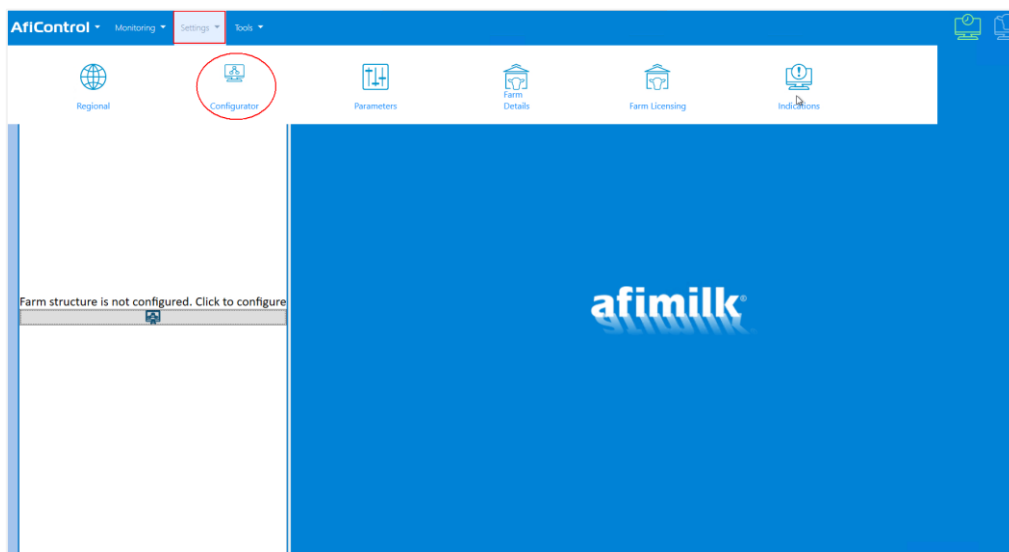 AfiControl Monitoring Settings Tools
Regional
Configurator
Parameters
Farm
Details
Farm Licensing
Indications
Farm structure is not configured. Click to configure
afimilk®